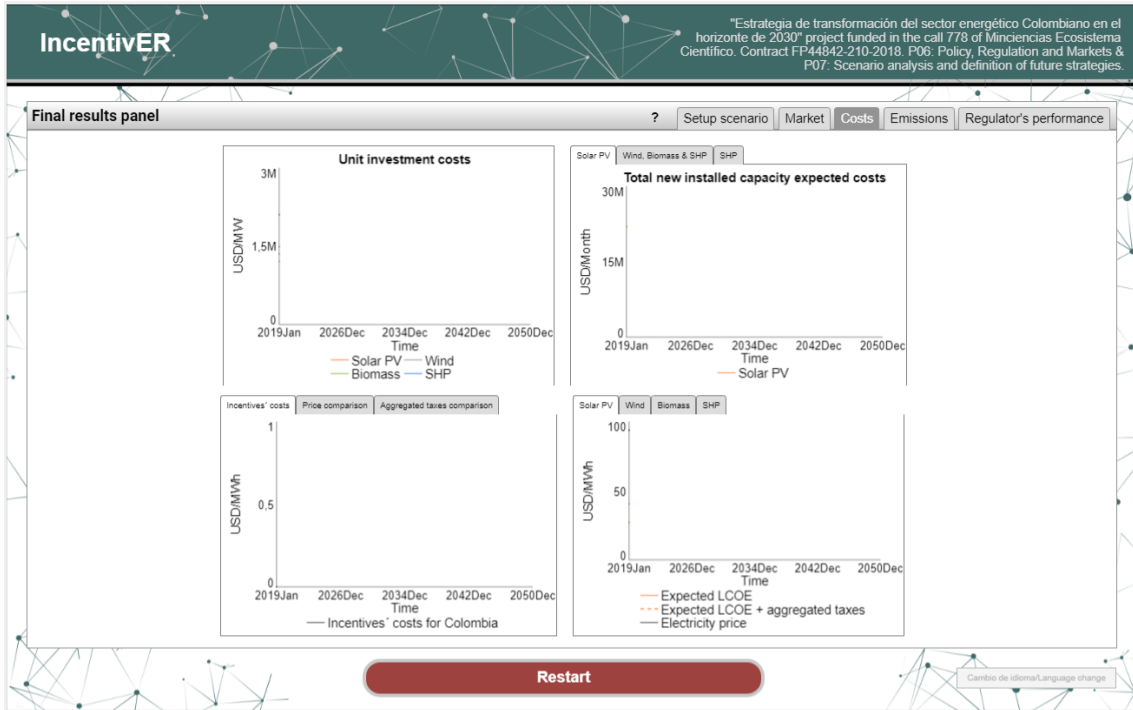 IncentivER
"Estrategia de transformación del sector energético Colombiano en el
horizonte de 2030" project funded in the call 778 of Minciencias Ecosistema
Científico. Contract FP44842-210-2018. P06: Policy, Regulation and Markets &
P07: Scenario analysis and definition of future strategies.
Final results panel
? Setup scenario Market Costs Emissions Regulator's performance
Unit investment costs
3M
1,5M
0
USD/MW
2019Jan 2026Dec 2034Dec 2042Dec 2050Dec
Time
Solar PV Wind
Biomass SHP
Solar PV Wind, Biomass & SHP SHP
Total new installed capacity expected costs
30M
15M
0
USD/Month
2019Jan 2026Dec 2034Dec 2042Dec 2050Dec
Time
Solar PV
Incentives´ costs Price comparison Aggregated taxes comparison
1
0,5
0
USD/MWh
2019Jan 2026Dec 2034Dec 2042Dec 2050Dec
Time
Incentives´ costs for Colombia
Solar PV Wind Biomass SHP
100
50
0
USD/MWh
2019Jan 2026Dec 2034Dec 2042Dec 2050Dec
Time
Expected LCOE
Expected LCOE + aggregated taxes
Electricity price
Restart
Cambio de idioma/Language change